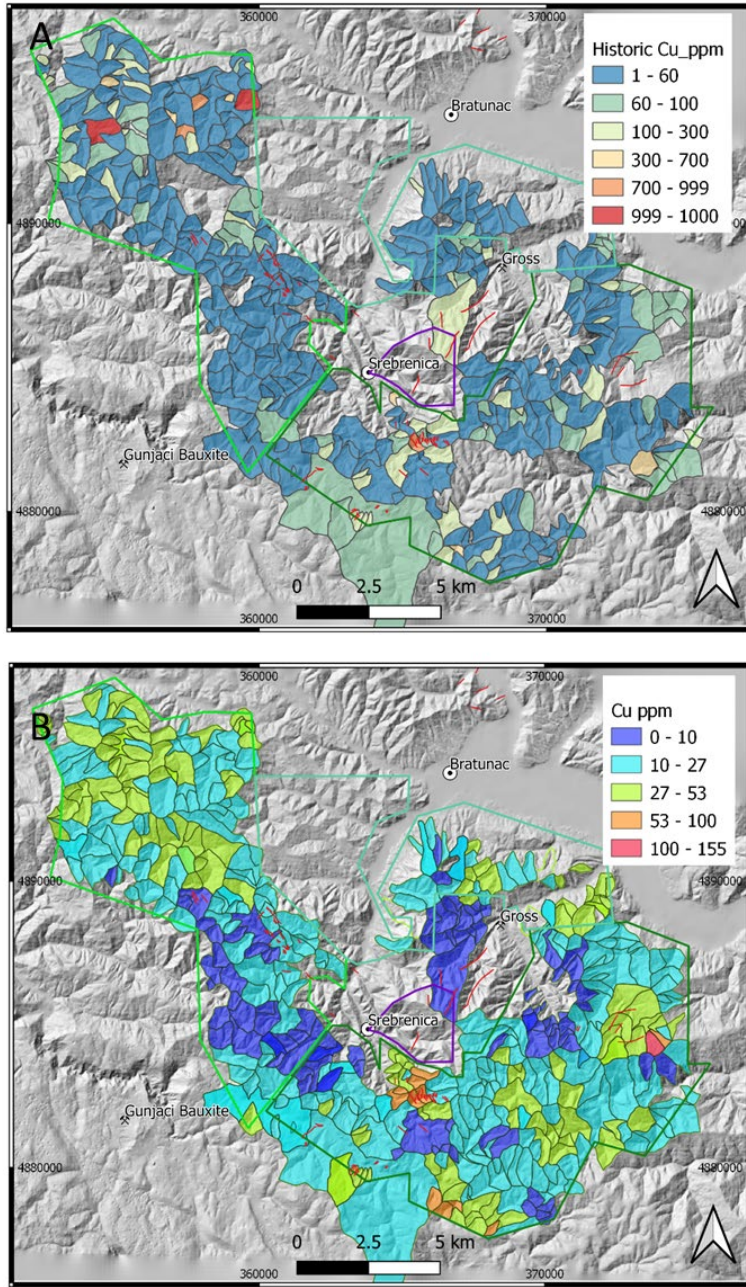 A
360000
370000
Historic Cu_ppm
1 - 60
60 - 100
100 - 300
300 - 700
700 - 999
999 - 1000
Bratunac
4890000
4890000
Gross
Srebrenica
Gunjaci Bauxite
4880000
4880000
0 2.5 5 km
360000
370000
B
360000
370000
Cu ppm
0 - 10
10 - 27
27 - 53
53 - 100
100 - 155
Bratunac
4890000
4890000
Gross
Srebrenica
Gunjaci Bauxite
4880000
4880000
0 2.5 5 km
360000
370000